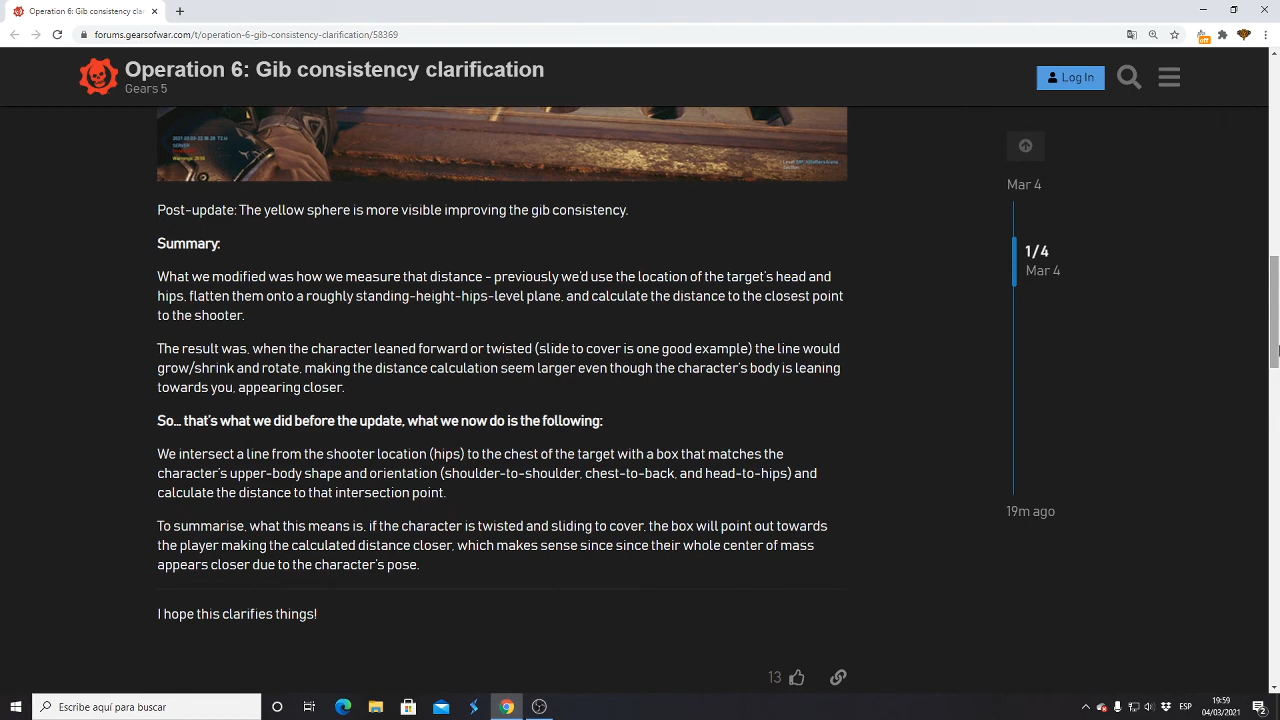 Operation 6: Gib consistency clar
forums.gearsofwar.com/t/operation-6-gib-consistency-clarification/58369
off
Operation 6: Gib consistency clarification
Gears 5
Log In
SERVER
Post-update: The yellow sphere is more visible improving the gib consistency.
Summary:
What we modified was how we measure that distance - previously we'd use the location of the target's head and
hips, flatten them onto a roughly standing-height-hips-level plane, and calculate the distance to the closest point
to the shooter.
The result was, when the character leaned forward or twisted (slide to cover is one good example) the line would
grow/shrink and rotate, making the distance calculation seem larger even though the character's body is leaning
towards you, appearing closer.
So... that's what we did before the update, what we now do is the following:
We intersect a line from the shooter location (hips) to the chest of the target with a box that matches the
character's upper-body shape and orientation (shoulder-to-shoulder, chest-to-back, and head-to-hips) and
calculate the distance to that intersection point.
To summarise, what this means is, if the character is twisted and sliding to cover, the box will point out towards
the player making the calculated distance closer, which makes sense since since their whole center of mass
appears closer due to the character's pose.
I hope this clarifies things!
13
Mar 4
1/4
Mar 4
19m ago
Escribe aquí para buscar
ESP
19:59
04/03/2021
2